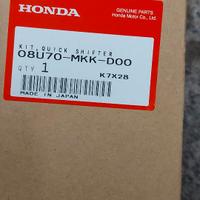 HONDA
GENUINE PARTS
Honda Motor Co., Ltd.
KIT, QUICK SHIFTER
08U70-MKK-D00
QTY 1
K7X28
MADE IN JAPAN